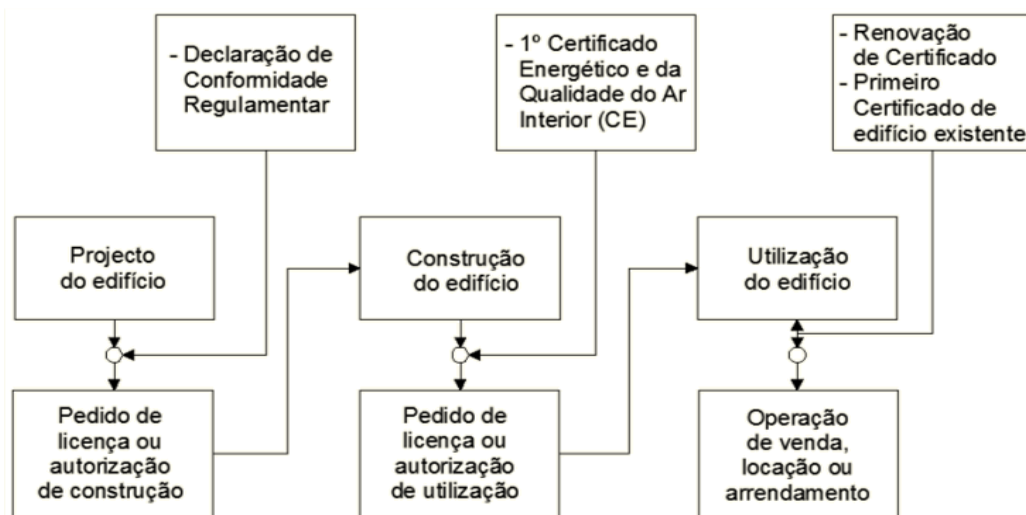 - Declaração de
Conformidade
Regulamentar
- 1º Certificado
Energético e da
Qualidade do Ar
Interior (CE)
- Renovação
de Certificado
- Primeiro
Certificado de
edifício existente
Projecto
do edifício
Construção
do edifício
Utilização
do edifício
Pedido de
licença ou
autorização
de construção
Pedido de
licença ou
autorização
de utilização
Operação
de venda,
locação ou
arrendamento